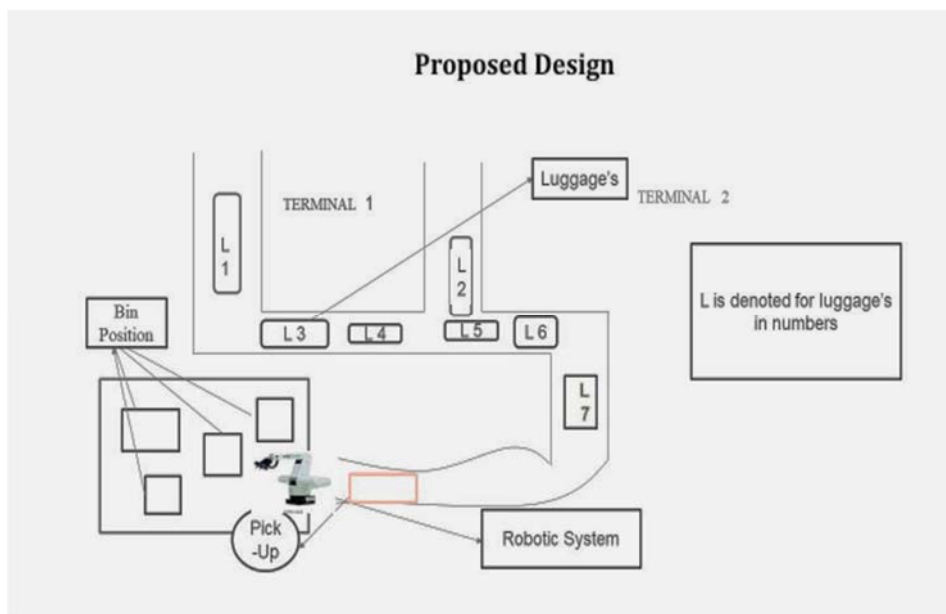 Proposed Design
Luggage's
TERMINAL 1
TERMINAL 2
L
1
L
2
L is denoted for luggage's
in numbers
Bin
Position
L 3
L 4
L 5
L 6
L
7
Pick
-Up
Robotic System